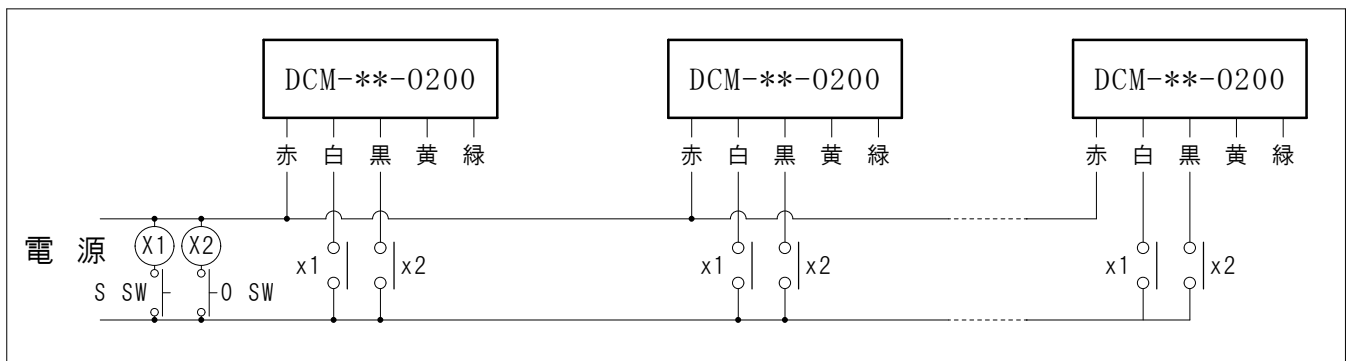 DCM-**-0200 DCM-**-0200 DCM-**-0200
赤 白 黒 黄 緑 赤 白 黒 黄 緑 赤 白 黒 黄 緑
電 源 X1 X2 x1 x2 x1 x2 x1 x2
S SW O SW